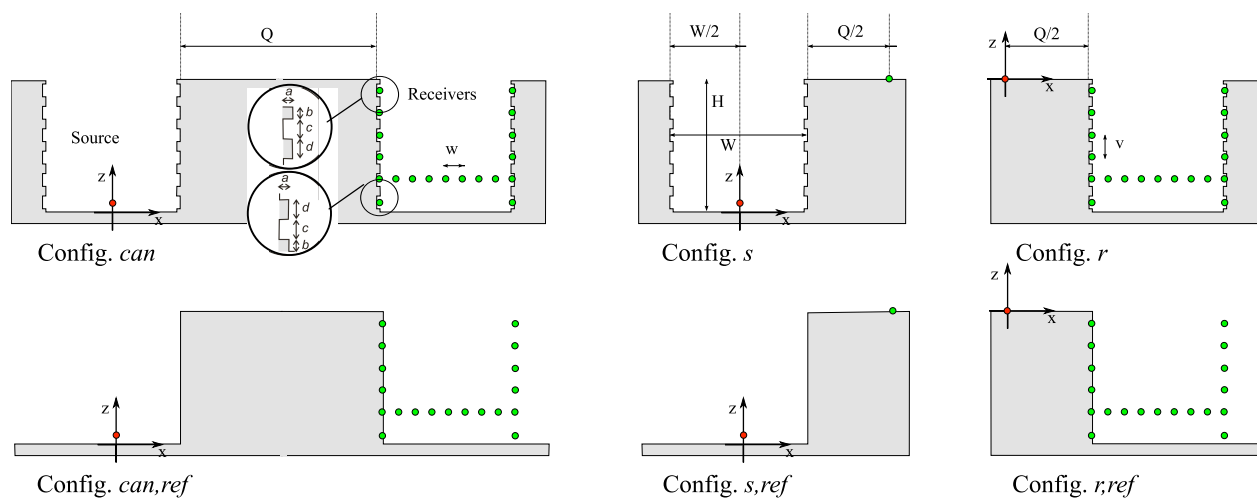 Q
a
b
c
d
Receivers
Source
w
z
a
d
c
b
x
Config. can
W/2
Q/2
H
W
z
x
Config. s
Q/2
z
x
v
Config. r
z
x
Config. can,ref
z
x
Config. s,ref
z
x
Config. r,ref